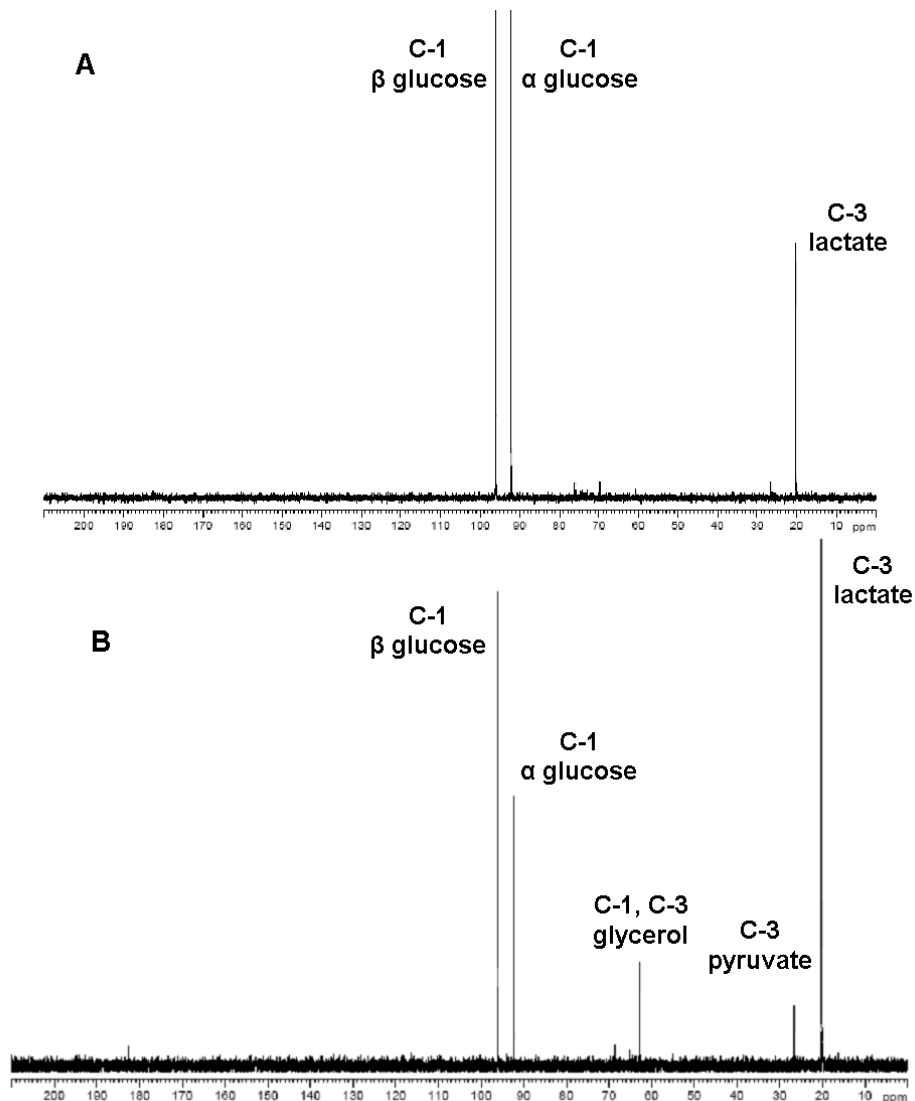 A
C-1
β glucose
C-1
α glucose
C-3
lactate
200 190 180 170 160 150 140 130 120 110 100 90 80 70 60 50 40 30 20 10 ppm
B
C-1
β glucose
C-1
α glucose
C-1, C-3
glycerol
C-3
pyruvate
C-3
lactate
200 190 180 170 160 150 140 130 120 110 100 90 80 70 60 50 40 30 20 10 ppm